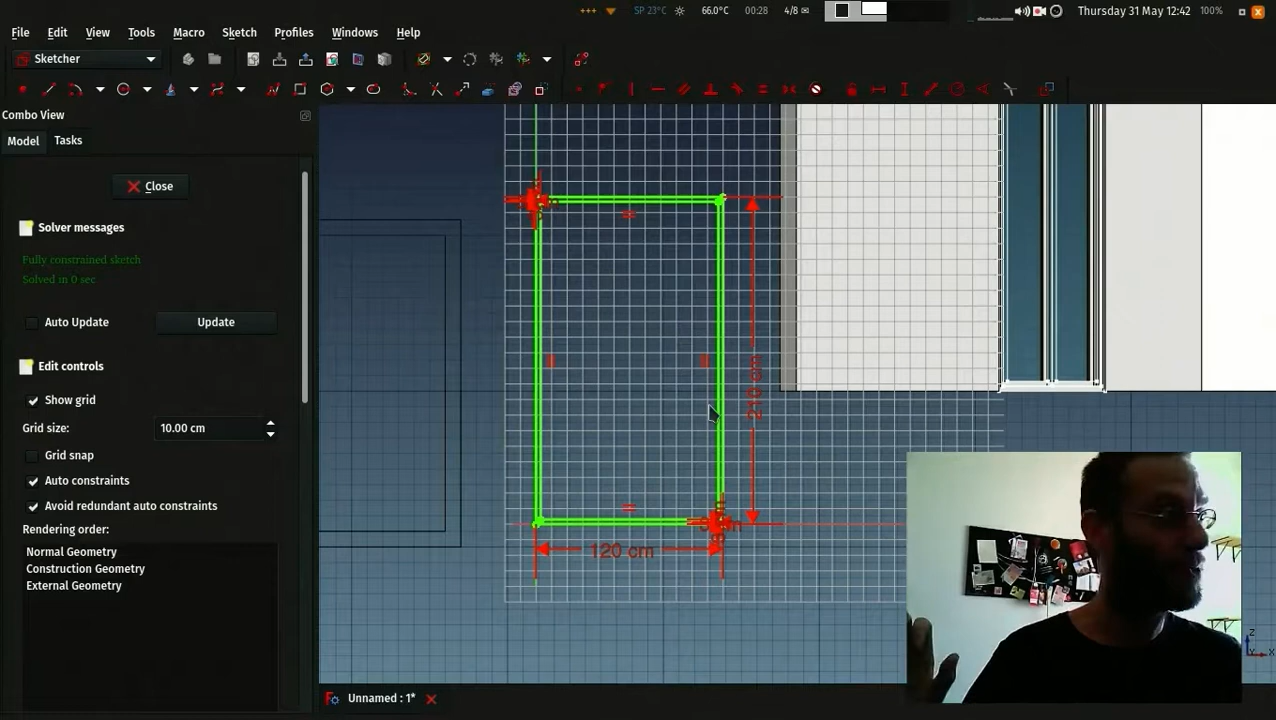 SP 23°C 66.0°C 00:28 4/8 Thursday 31 May 12:42 100%
File Edit View Tools Macro Sketch Profiles Windows Help
Sketcher
Combo View
Model Tasks
Close
Solver messages
Fully constrained sketch
Solved in 0 sec
Auto Update Update
Edit controls
Show grid
Grid size: 10.00 cm
Grid snap
Auto constraints
Avoid redundant auto constraints
Rendering order:
Normal Geometry
Construction Geometry
External Geometry
210 cm
120 cm
Z
Y X
Unnamed : 1*